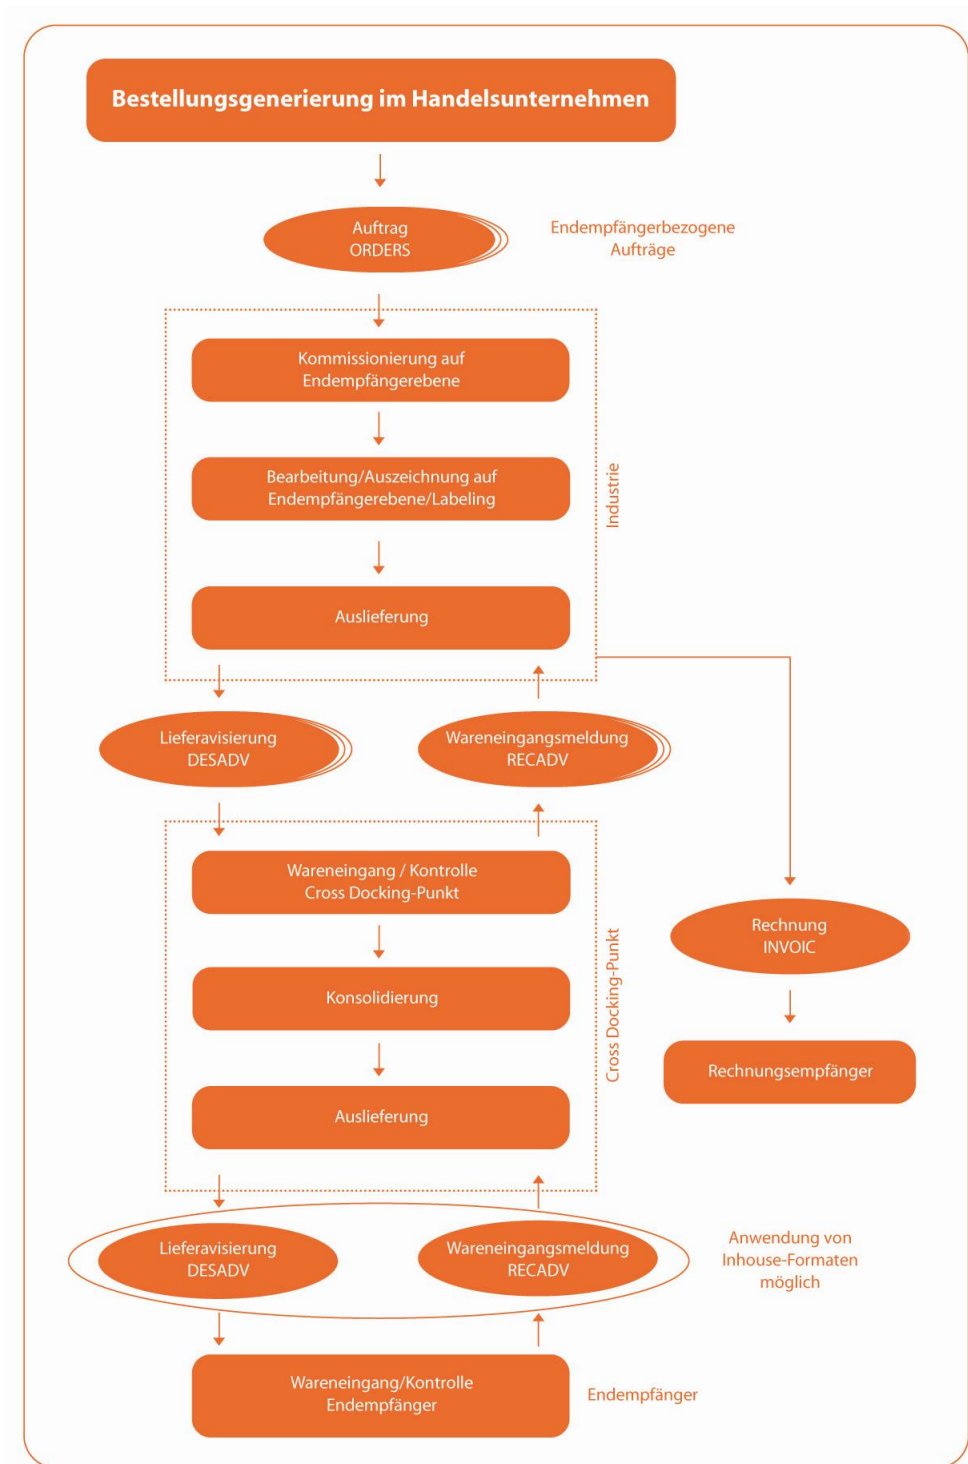 Bestellungsgenerierung im Handelsunternehmen
Auftrag
ORDERS
Endempfängerbezogene
Aufträge
Kommissionierung auf
Endempfängerebene
Bearbeitung/Auszeichnung auf
Endempfängerebene/Labeling
Auslieferung
Industrie
Lieferavisierung
DESADV
Wareneingangsmeldung
RECADV
Wareneingang / Kontrolle
Cross Docking-Punkt
Konsolidierung
Auslieferung
Cross Docking-Punkt
Rechnung
INVOIC
Rechnungsempfänger
Lieferavisierung
DESADV
Wareneingangsmeldung
RECADV
Anwendung von
Inhouse-Formaten
möglich
Wareneingang/Kontrolle
Endempfänger
Endempfänger